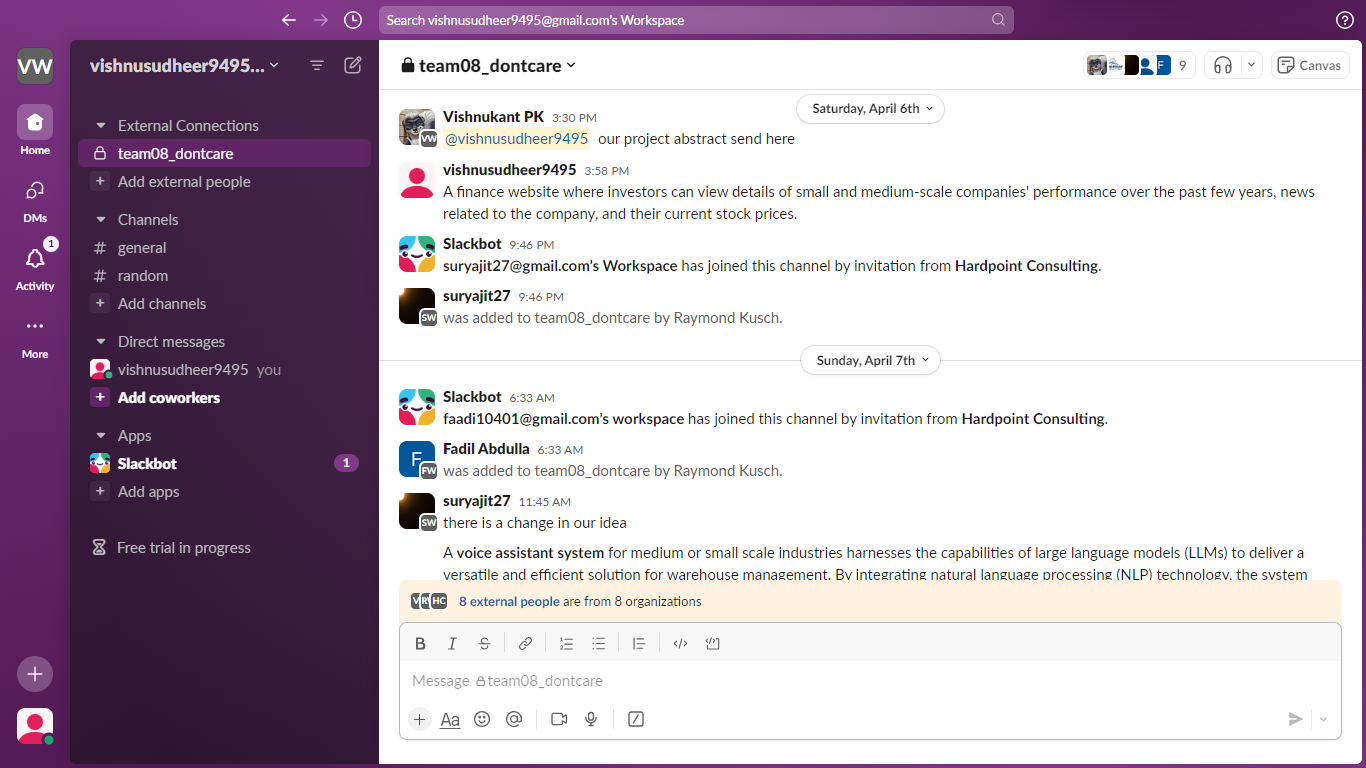 Search vishnusudheer9495@gmail.com's Workspace
VW
vishnusudheer9495...
Home
DMs
1
Activity
More
External Connections
team08_dontcare
Add external people
Channels
# general
# random
Add channels
Direct messages
vishnusudheer9495 you
Add coworkers
Apps
Slackbot 1
Add apps
Free trial in progress
team08_dontcare
F
9
Canvas
Saturday, April 6th
Vishnukant PK 3:30 PM
VW
@vishnusudheer9495 our project abstract send here
vishnusudheer9495 3:58 PM
A finance website where investors can view details of small and medium-scale companies' performance over the past few years, news
related to the company, and their current stock prices.
Slackbot 9:46 PM
suryajit27@gmail.com's Workspace has joined this channel by invitation from Hardpoint Consulting.
suryajit27 9:46 PM
SW
was added to team08_dontcare by Raymond Kusch.
Sunday, April 7th
Slackbot 6:33 AM
faadi10401@gmail.com's workspace has joined this channel by invitation from Hardpoint Consulting.
Fadil Abdulla 6:33 AM
F
FW
was added to team08_dontcare by Raymond Kusch.
suryajit27 11:45 AM
SW
there is a change in our idea
A voice assistant system for medium or small scale industries harnesses the capabilities of large language models (LLMs) to deliver a
versatile and efficient solution for warehouse management. By integrating natural language processing (NLP) technology, the system
HC
8 external people are from 8 organizations
B I S
Message team08_dontcare
Aa